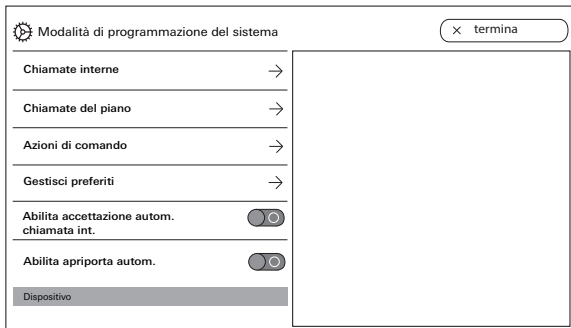 Modalità di programmazione del sistema
× termina
Chiamate interne
Chiamate del piano
Azioni di comando
Gestisci preferiti
Abilita accettazione autom.
chiamata int.
Abilita apriporta autom.
Dispositivo